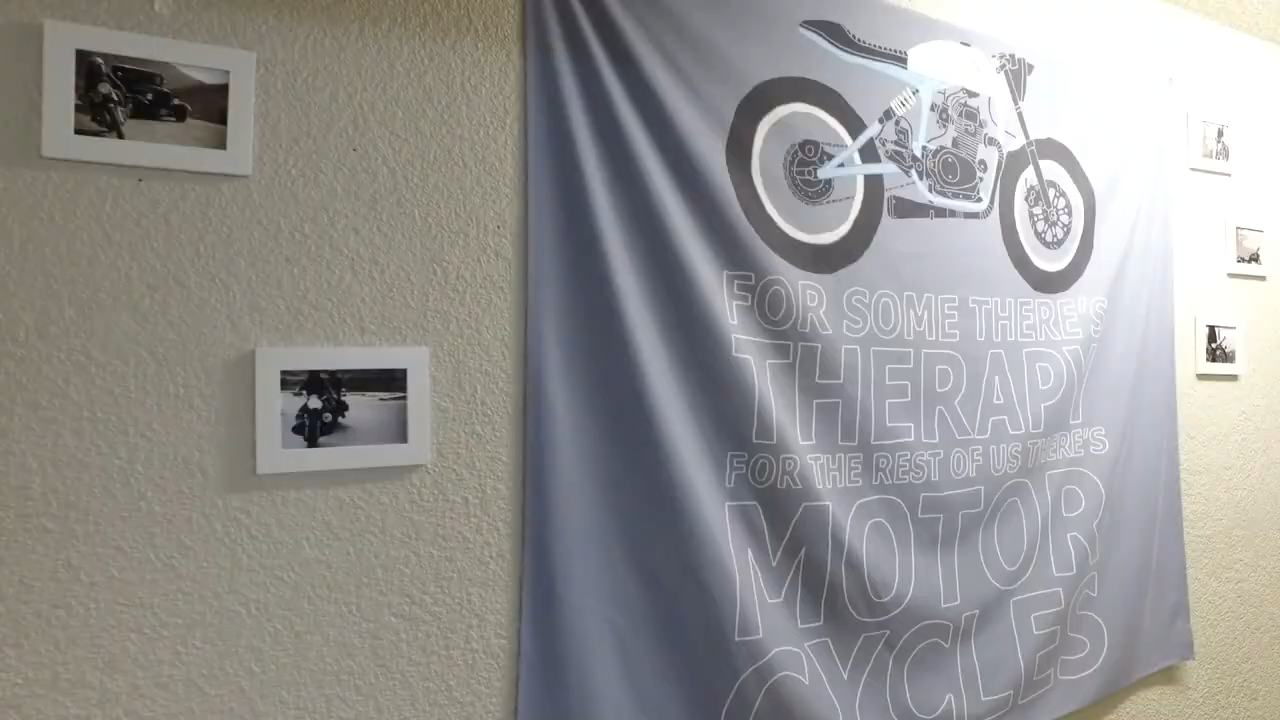 FOR SOME THERE'S
THERAPY
FOR THE REST OF US THERE'S
MOTOR
CYCLES